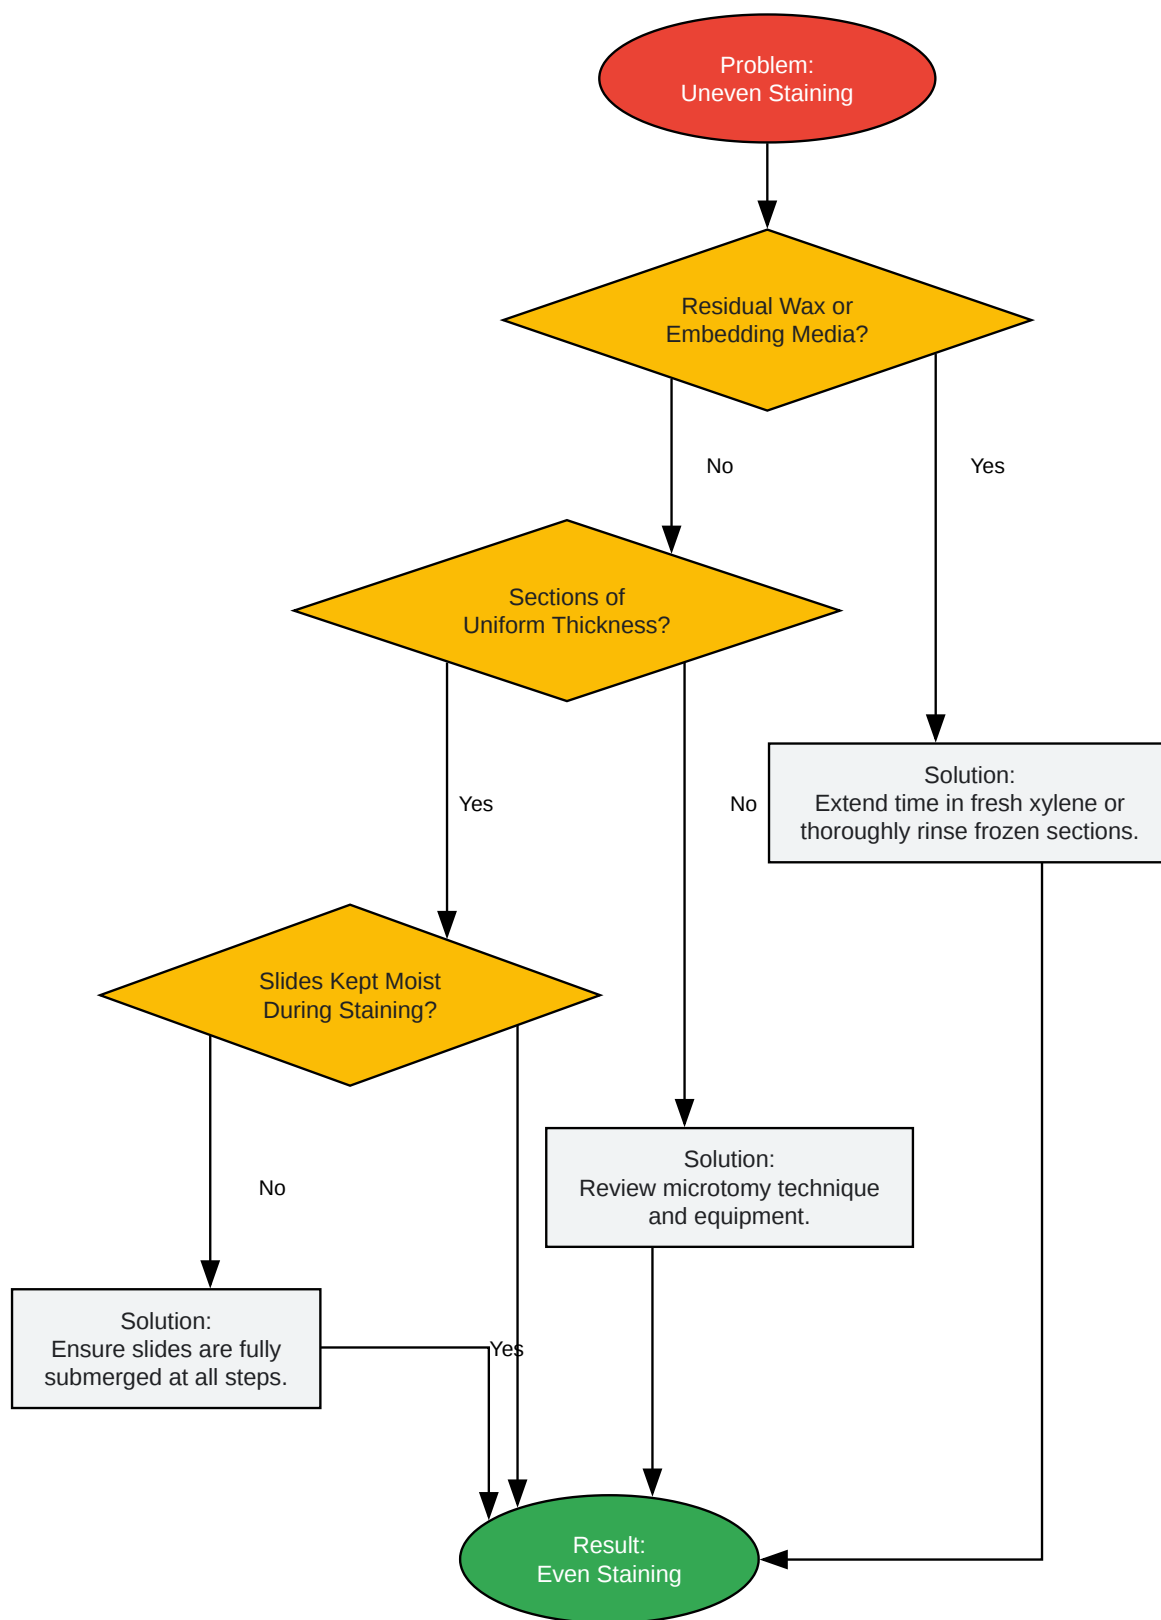 Problem:
Uneven Staining
Residual Wax or
Embedding Media?
No
Yes
Sections of
Uniform Thickness?
Solution:
Extend time in fresh xylene or
thoroughly rinse frozen sections.
Yes
No
Slides Kept Moist
During Staining?
Solution:
Review microtomy technique
and equipment.
No
Solution:
Ensure slides are fully
submerged at all steps.
Yes
Result:
Even Staining